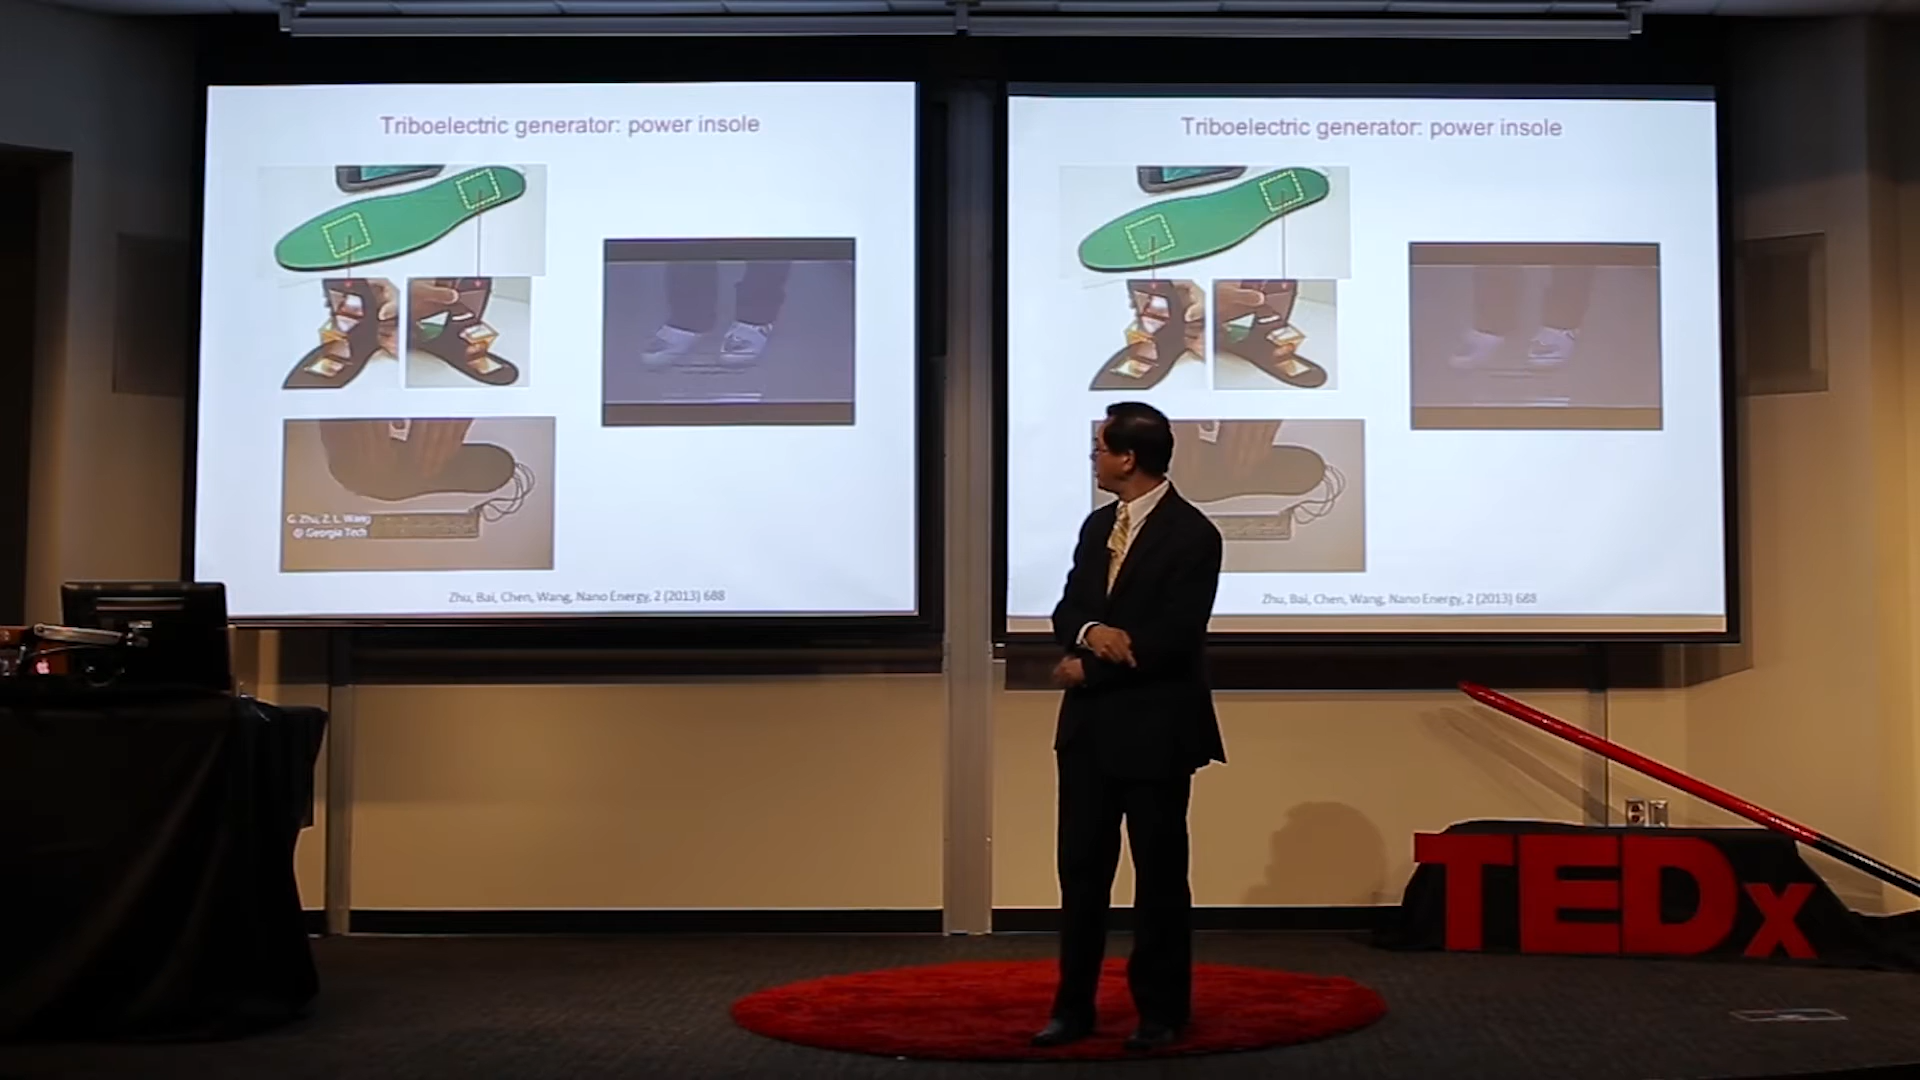 Triboelectric generator: power insole
G. Zhu, Z. L. Wang
@ Georgia Tech
Zhu, Bai, Chen, Wang, Nano Energy, 2 (2013) 688
Triboelectric generator: power insole
Zhu, Bai, Chen, Wang, Nano Energy, 2 (2013) 688
TEDx